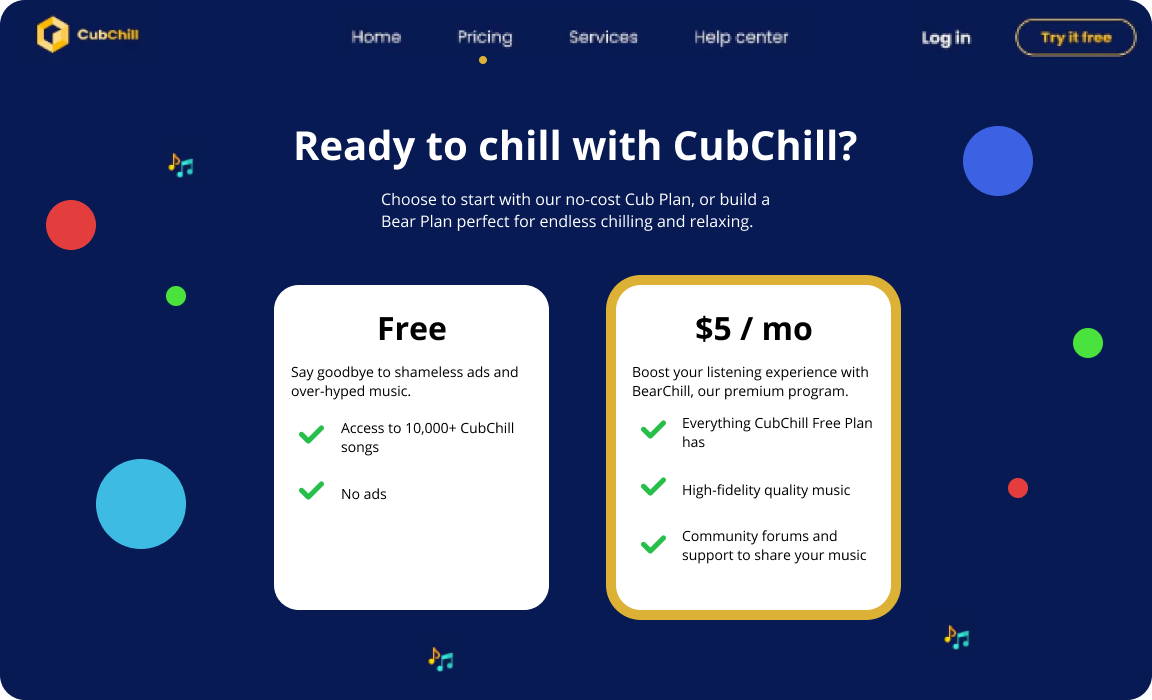 CubChill
Home
Pricing
Services
Help center
Log in
Try it free
Ready to chill with CubChill?
Choose to start with our no-cost Cub Plan, or build a
Bear Plan perfect for endless chilling and relaxing.
Free
Say goodbye to shameless ads and
over-hyped music.
Access to 10,000+ CubChill
songs
No ads
$5 / mo
Boost your listening experience with
BearChill, our premium program.
Everything CubChill Free Plan
has
High-fidelity quality music
Community forums and
support to share your music